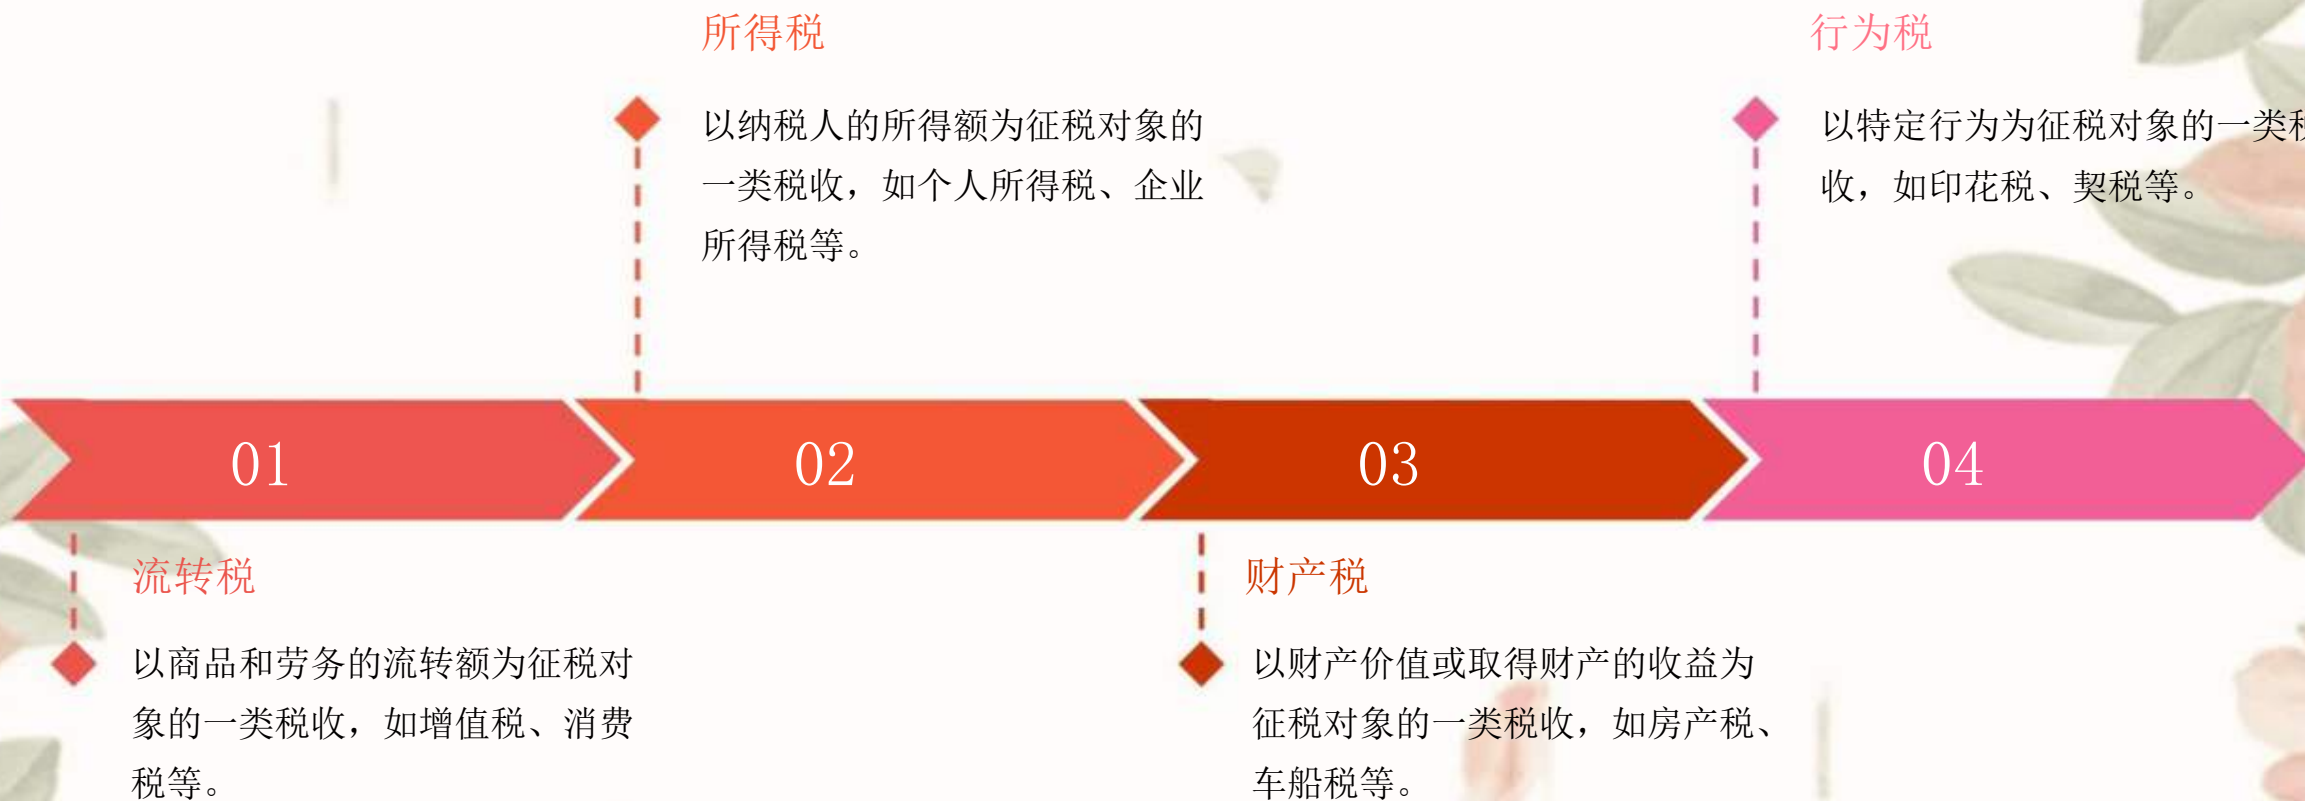 所得税
以纳税人的所得额为征税对象的
一类税收，如个人所得税、企业
所得税等。
行为税
以特定行为为征税对象的一类税
收，如印花税、契税等。
01
02
03
04
流转税
以商品和劳务的流转额为征税对
象的一类税收，如增值税、消费
税等。
财产税
以财产价值或取得财产的收益为
征税对象的一类税收，如房产税、
车船税等。